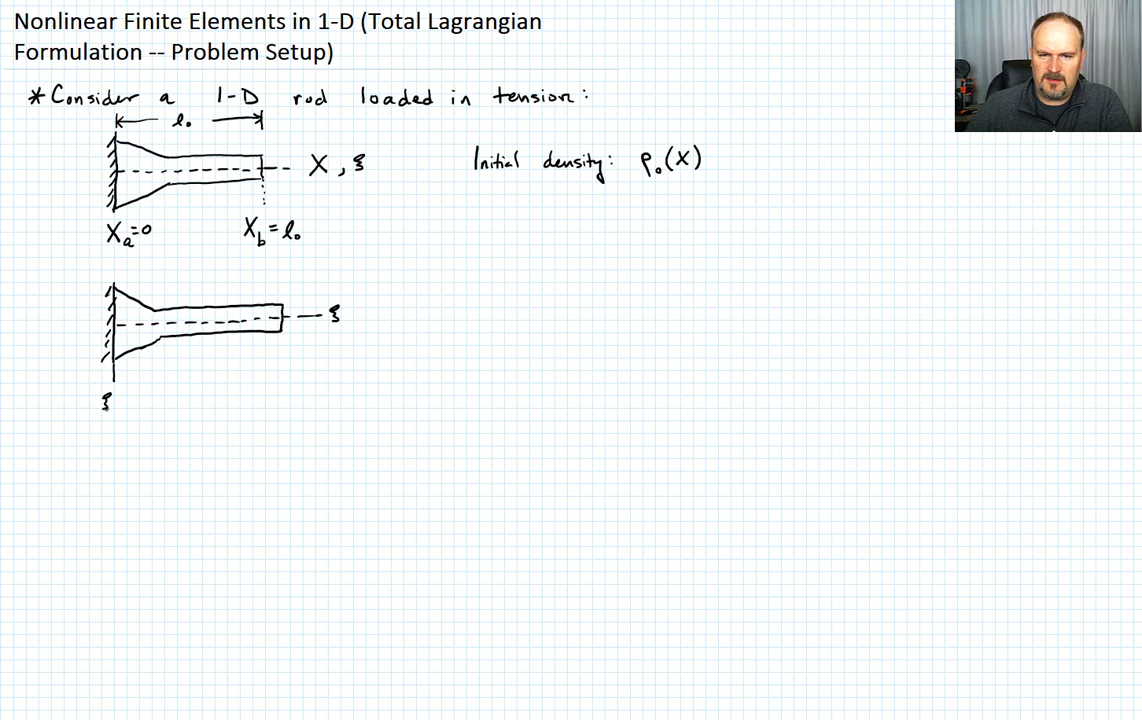 Nonlinear Finite Elements in 1-D (Total Lagrangian
Formulation -- Problem Setup)
*Consider a 1-D rod loaded in tension:
l₀
X, ξ
Initial density: ρ₀(X)
Xₐ=0
X_b=l₀
ξ
ξ